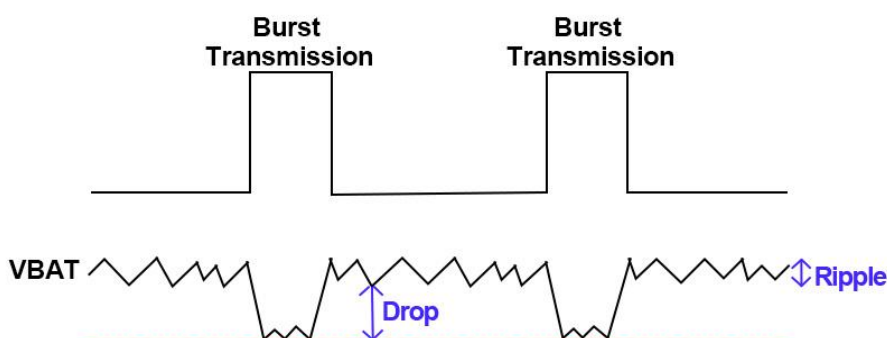 Burst
Transmission
Burst
Transmission
VBAT
Ripple
Drop